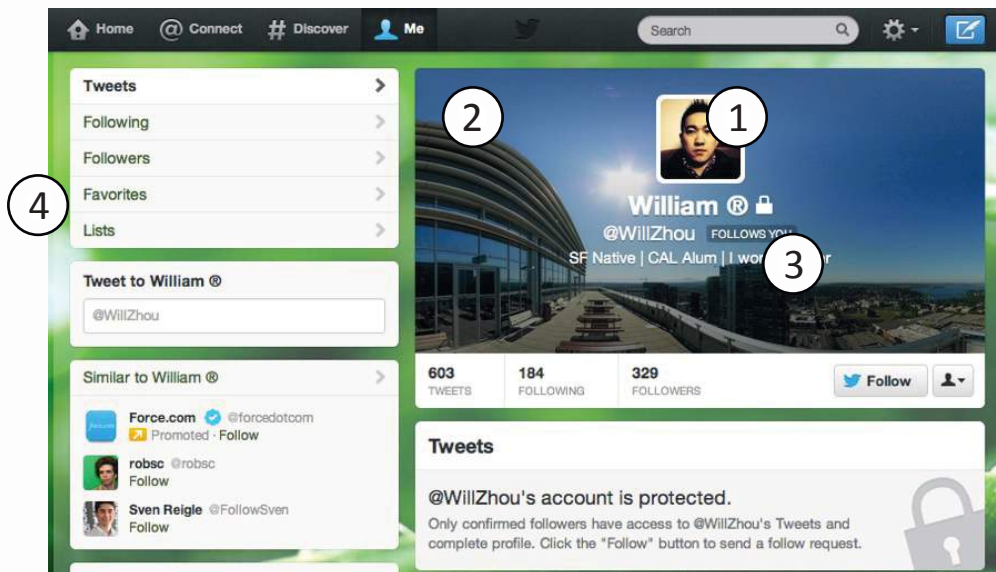 Home @ Connect # Discover Me Search
Tweets
Following
Followers
Favorites
Lists
4
Tweet to William ®
@WillZhou
Similar to William ®
Force.com @forcedotcom
Promoted · Follow
robsc @robsc
Follow
Sven Reigle @FollowSven
Follow
2
1
William ®
@WillZhou FOLLOWS YOU
SF Native | CAL Alum | I
3
603 184 329
TWEETS FOLLOWING FOLLOWERS
Follow
Tweets
@WillZhou's account is protected.
Only confirmed followers have access to @WillZhou's Tweets and
complete profile. Click the "Follow" button to send a follow request.